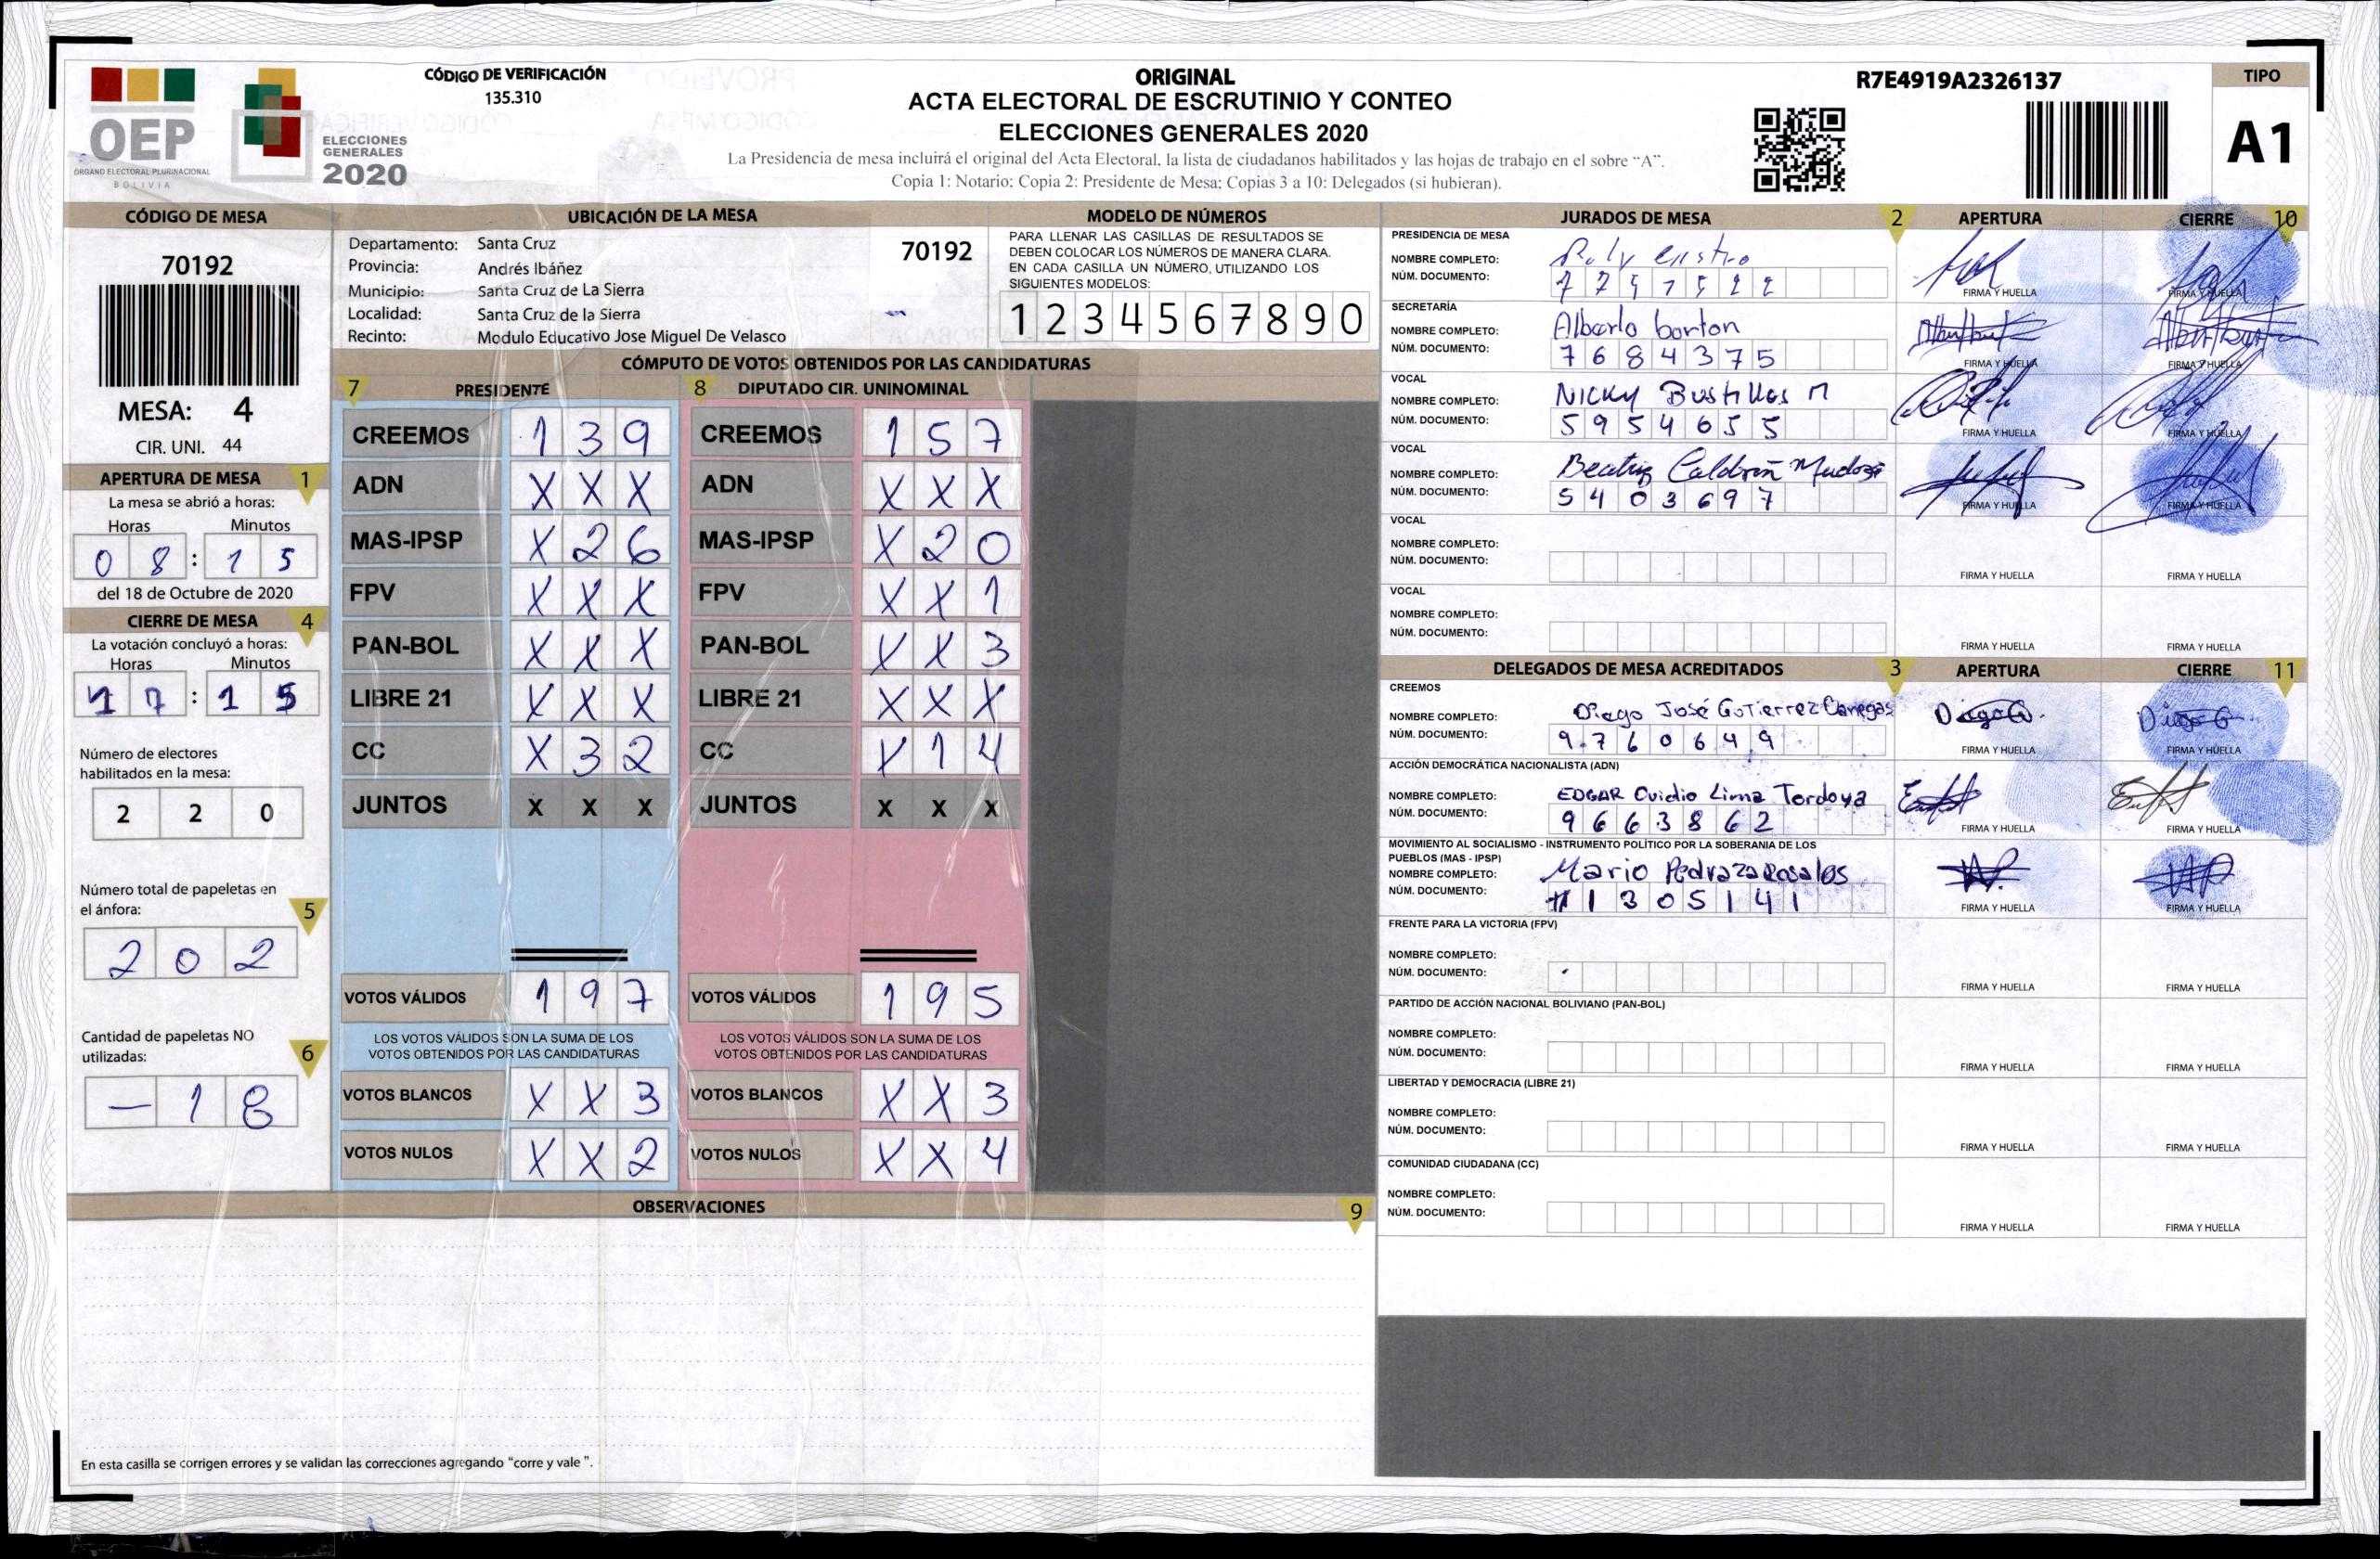 CÓDIGO DE VERIFICACIÓN
135.310
OEP
ÓRGANO ELECTORAL PLURINACIONAL
BOLIVIA
ELECCIONES
GENERALES
2020
ORIGINAL
ACTA ELECTORAL DE ESCRUTINIO Y CONTEO
ELECCIONES GENERALES 2020
La Presidencia de mesa incluirá el original del Acta Electoral, la lista de ciudadanos habilitados y las hojas de trabajo en el sobre “A”.
Copia 1: Notario: Copia 2: Presidente de Mesa: Copias 3 a 10: Delegados (si hubieran).
R7E4919A2326137
TIPO
A1
CÓDIGO DE MESA
70192
MESA: 4
CIR. UNI. 44
APERTURA DE MESA 1
La mesa se abrió a horas:
Horas Minutos
0 8 : 1 5
del 18 de Octubre de 2020
CIERRE DE MESA 4
La votación concluyó a horas:
Horas Minutos
1 7 : 1 5
Número de electores
habilitados en la mesa:
2 2 0
Número total de papeletas en
el ánfora: 5
2 0 2
Cantidad de papeletas NO
utilizadas: 6
— 1 8
UBICACIÓN DE LA MESA
Departamento: Santa Cruz
70192
Provincia: Andrés Ibáñez
Municipio: Santa Cruz de La Sierra
Localidad: Santa Cruz de la Sierra
Recinto: Modulo Educativo Jose Miguel De Velasco
MODELO DE NÚMEROS
PARA LLENAR LAS CASILLAS DE RESULTADOS SE
DEBEN COLOCAR LOS NÚMEROS DE MANERA CLARA.
EN CADA CASILLA UN NÚMERO, UTILIZANDO LOS
SIGUIENTES MODELOS:
1 2 3 4 5 6 7 8 9 0
CÓMPUTO DE VOTOS OBTENIDOS POR LAS CANDIDATURAS
7 PRESIDENTE 8 DIPUTADO CIR. UNINOMINAL
CREEMOS 1 3 9 CREEMOS 1 5 7
ADN X X X ADN X X X
MAS-IPSP X 2 6 MAS-IPSP X 2 0
FPV X X X FPV X X 1
PAN-BOL X X X PAN-BOL X X 3
LIBRE 21 X X X LIBRE 21 X X X
CC X 3 2 CC X 1 4
JUNTOS X X X JUNTOS X X X
VOTOS VÁLIDOS 1 9 7 VOTOS VÁLIDOS 1 9 5
LOS VOTOS VÁLIDOS SON LA SUMA DE LOS LOS VOTOS VÁLIDOS SON LA SUMA DE LOS
VOTOS OBTENIDOS POR LAS CANDIDATURAS VOTOS OBTENIDOS POR LAS CANDIDATURAS
VOTOS BLANCOS X X 3 VOTOS BLANCOS X X 3
VOTOS NULOS X X 2 VOTOS NULOS X X 4
OBSERVACIONES 9
En esta casilla se corrigen errores y se validan las correcciones agregando “corre y vale ”.
JURADOS DE MESA 2 APERTURA CIERRE 10
PRESIDENCIA DE MESA
NOMBRE COMPLETO:
NÚM. DOCUMENTO:
FIRMA Y HUELLA FIRMA Y HUELLA
SECRETARÍA
NOMBRE COMPLETO: Alberto
NÚM. DOCUMENTO: 7 6 8 4 3 7 5
FIRMA Y HUELLA FIRMA Y HUELLA
VOCAL
NOMBRE COMPLETO: NICKY Bustillos M
NÚM. DOCUMENTO: 5 9 5 4 6 5 5
FIRMA Y HUELLA FIRMA Y HUELLA
VOCAL
NOMBRE COMPLETO: Beatriz
NÚM. DOCUMENTO: 5 4 0 3 6 9 7
FIRMA Y HUELLA FIRMA Y HUELLA
VOCAL
NOMBRE COMPLETO:
NÚM. DOCUMENTO:
FIRMA Y HUELLA FIRMA Y HUELLA
VOCAL
NOMBRE COMPLETO:
NÚM. DOCUMENTO:
FIRMA Y HUELLA FIRMA Y HUELLA
DELEGADOS DE MESA ACREDITADOS 3 APERTURA CIERRE 11
CREEMOS
NOMBRE COMPLETO: Diego José Gutierrez
NÚM. DOCUMENTO: 9 7 6 0 6 4 9
FIRMA Y HUELLA FIRMA Y HUELLA
ACCIÓN DEMOCRÁTICA NACIONALISTA (ADN)
NOMBRE COMPLETO: EDGAR Ovidio Lima Tordoya
NÚM. DOCUMENTO: 9 6 6 3 8 6 2
FIRMA Y HUELLA FIRMA Y HUELLA
MOVIMIENTO AL SOCIALISMO - INSTRUMENTO POLÍTICO POR LA SOBERANIA DE LOS
PUEBLOS (MAS - IPSP)
NOMBRE COMPLETO: Mario Pedraza Rosales
NÚM. DOCUMENTO: 1 3 0 5 1 4 1
FIRMA Y HUELLA FIRMA Y HUELLA
FRENTE PARA LA VICTORIA (FPV)
NOMBRE COMPLETO:
NÚM. DOCUMENTO:
FIRMA Y HUELLA FIRMA Y HUELLA
PARTIDO DE ACCIÓN NACIONAL BOLIVIANO (PAN-BOL)
NOMBRE COMPLETO:
NÚM. DOCUMENTO:
FIRMA Y HUELLA FIRMA Y HUELLA
LIBERTAD Y DEMOCRACIA (LIBRE 21)
NOMBRE COMPLETO:
NÚM. DOCUMENTO:
FIRMA Y HUELLA FIRMA Y HUELLA
COMUNIDAD CIUDADANA (CC)
NOMBRE COMPLETO:
NÚM. DOCUMENTO:
FIRMA Y HUELLA FIRMA Y HUELLA